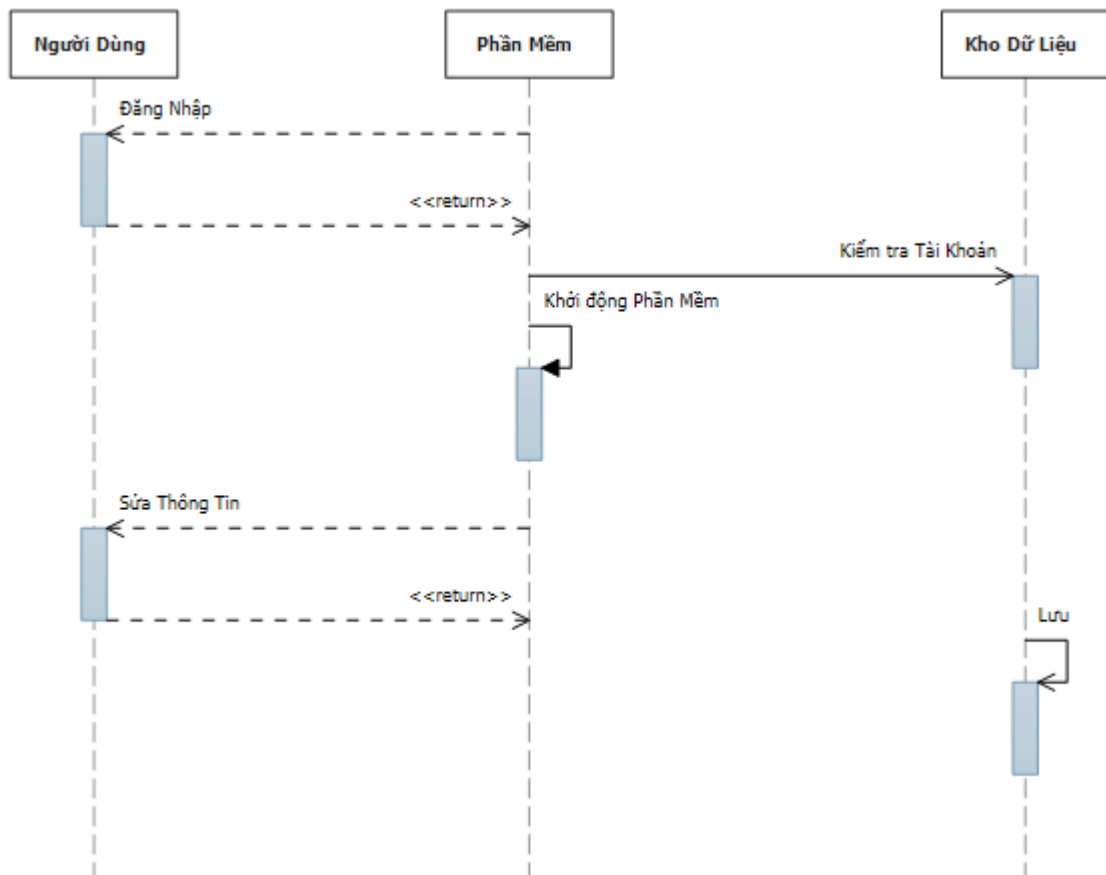 Người Dùng
Phần Mềm
Kho Dữ Liệu
Đăng Nhập
<<return>>
Kiểm tra Tài Khoản
Khởi động Phần Mềm
Sửa Thông Tin
<<return>>
Lưu